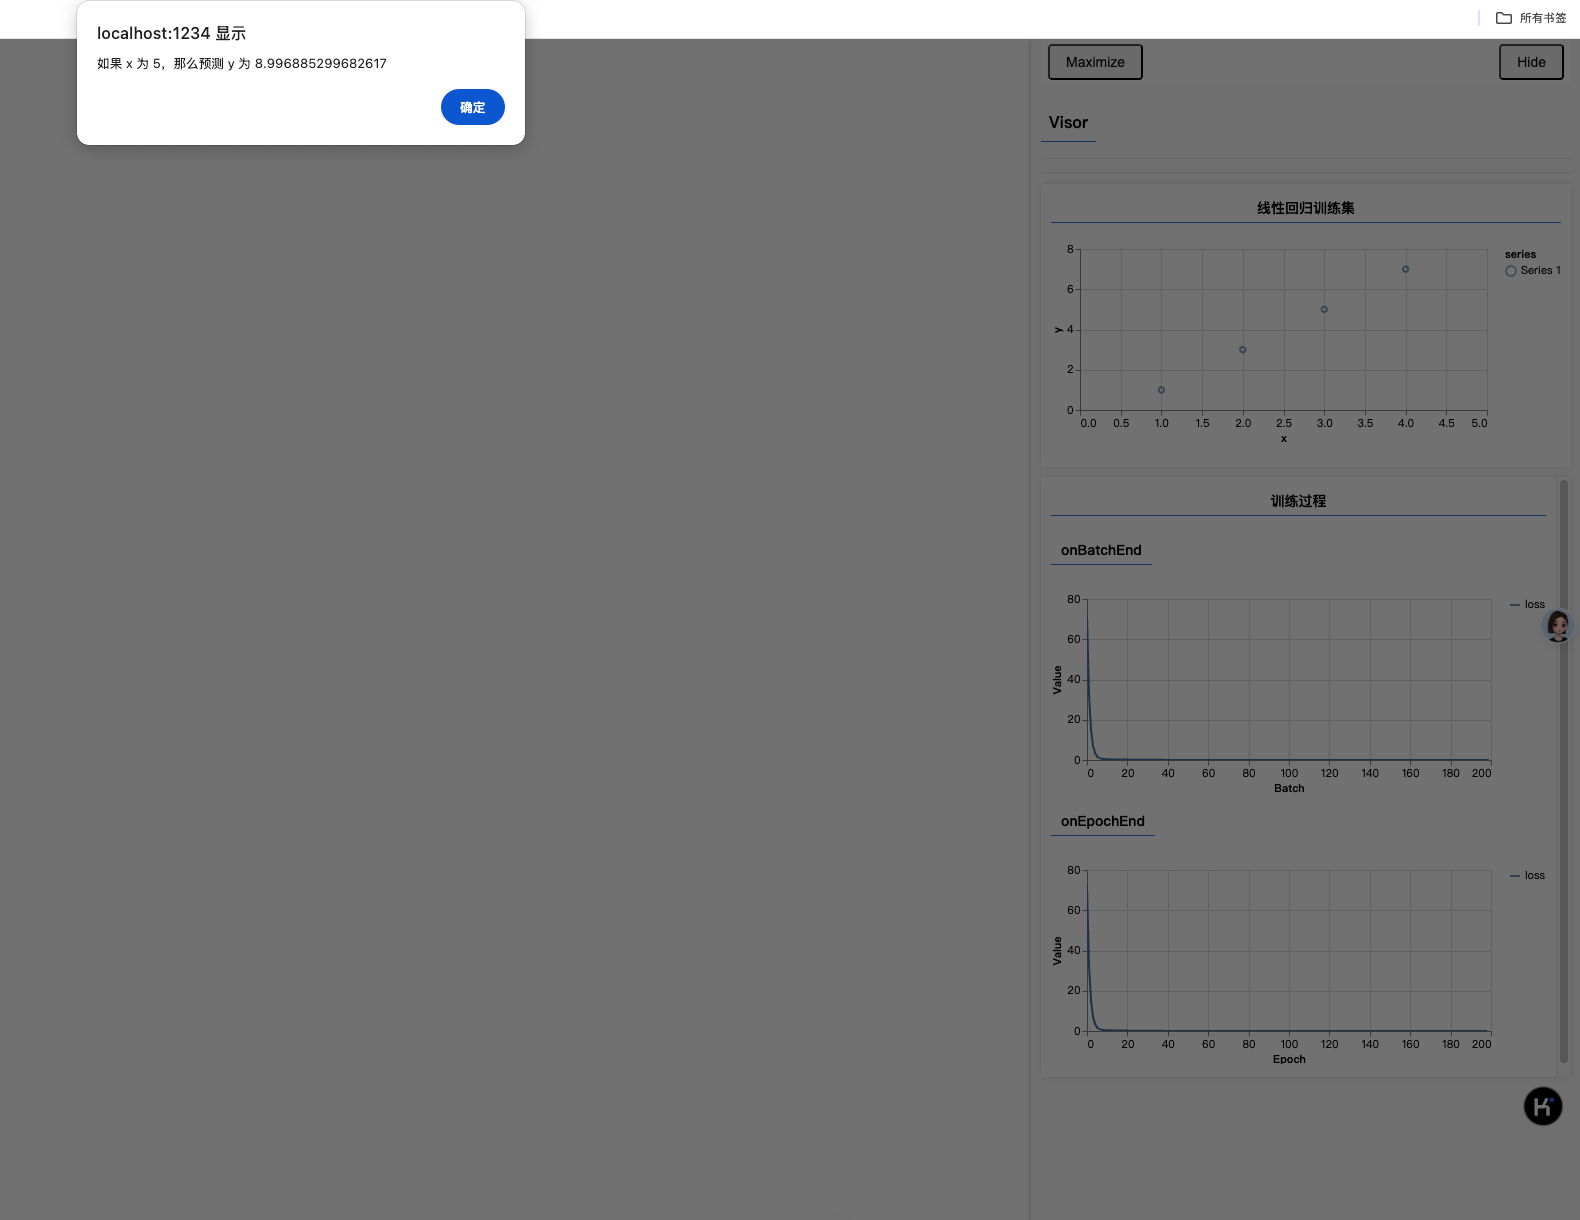 localhost:1234 显示
如果 x 为 5，那么预测 y 为 8.996885299682617
确定
所有书签
Maximize
Hide
Visor
线性回归训练集
8
6
4
2
0
y
0.0 0.5 1.0 1.5 2.0 2.5 3.0 3.5 4.0 4.5 5.0
x
series
Series 1
训练过程
onBatchEnd
80
60
40
20
0
Value
0 20 40 60 80 100 120 140 160 180 200
Batch
loss
onEpochEnd
80
60
40
20
0
Value
0 20 40 60 80 100 120 140 160 180 200
Epoch
loss
K